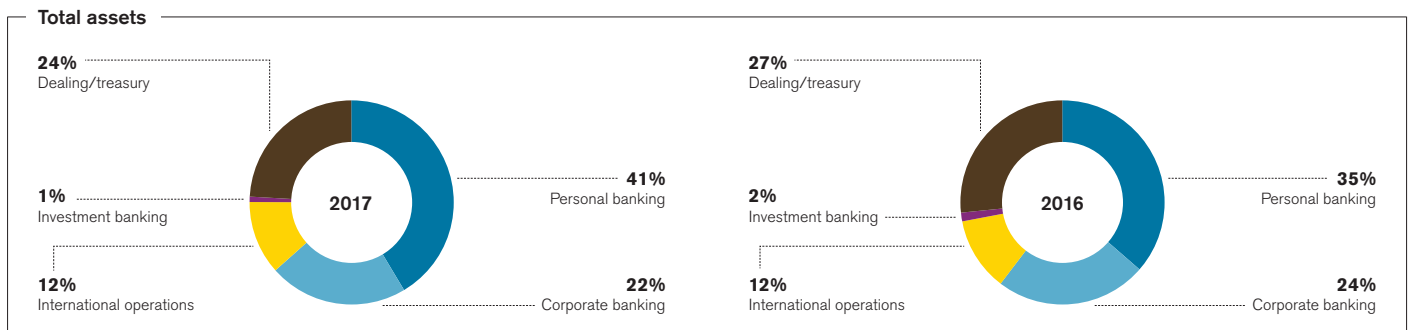 Total assets
24%
Dealing/treasury
1%
Investment banking
12%
International operations
2017
41%
Personal banking
22%
Corporate banking
27%
Dealing/treasury
2%
Investment banking
12%
International operations
2016
35%
Personal banking
24%
Corporate banking